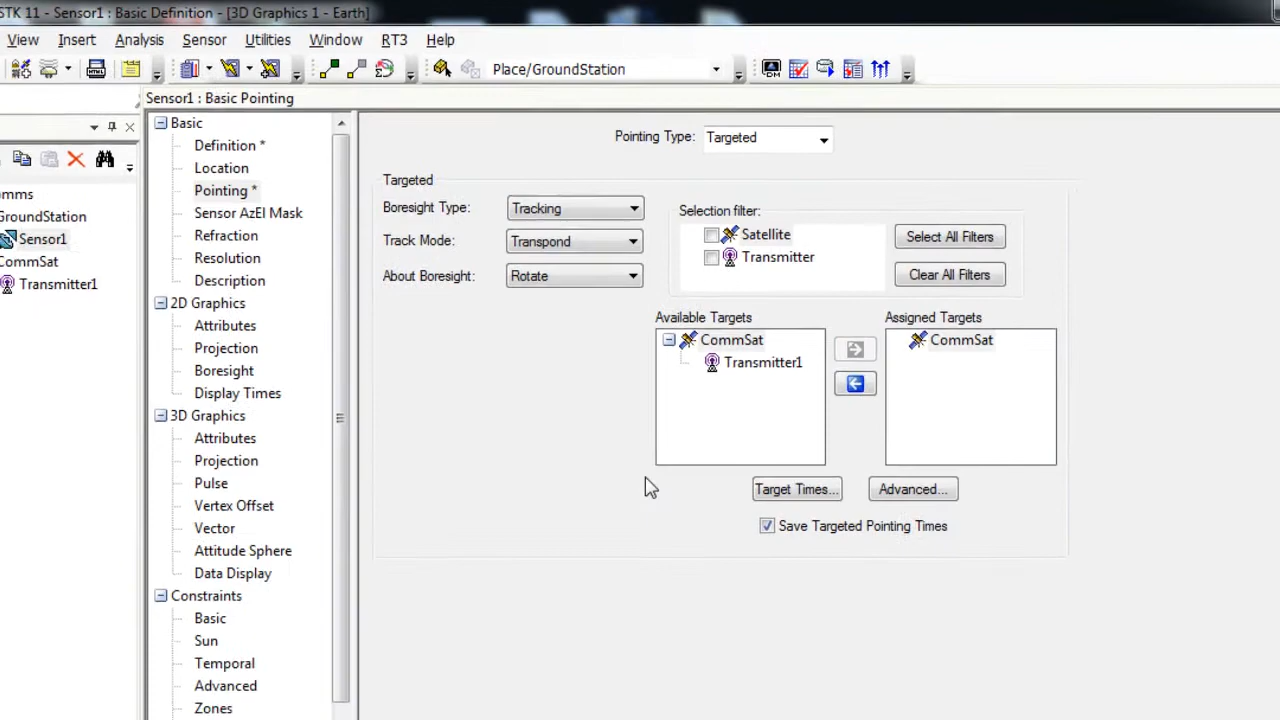 STK 11 - Sensor1 : Basic Definition - [3D Graphics 1 - Earth]
View Insert Analysis Sensor Utilities Window RT3 Help
Place/GroundStation
Sensor1 : Basic Pointing
mms
GroundStation
Sensor1
CommSat
Transmitter1
Basic
Definition *
Location
Pointing *
Sensor AzEl Mask
Refraction
Resolution
Description
2D Graphics
Attributes
Projection
Boresight
Display Times
3D Graphics
Attributes
Projection
Pulse
Vertex Offset
Vector
Attitude Sphere
Data Display
Constraints
Basic
Sun
Temporal
Advanced
Zones
Pointing Type: Targeted
Targeted
Boresight Type: Tracking
Track Mode: Transpond
About Boresight: Rotate
Selection filter:
Satellite
Transmitter
Select All Filters
Clear All Filters
Available Targets
CommSat
Transmitter1
Assigned Targets
CommSat
Target Times...
Advanced...
Save Targeted Pointing Times